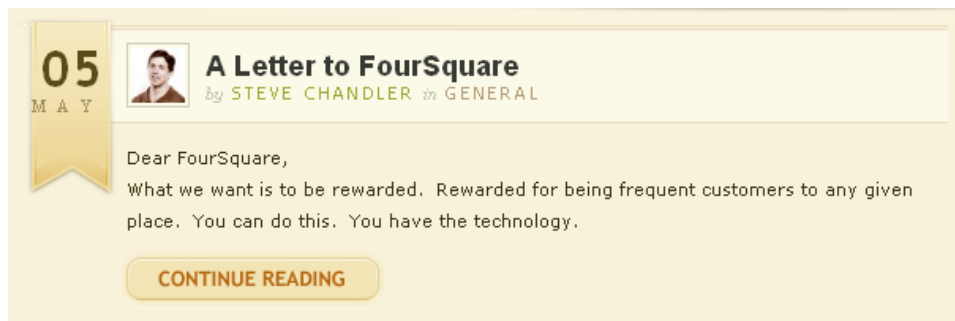 05
MAY
A Letter to FourSquare
by STEVE CHANDLER in GENERAL
Dear FourSquare,
What we want is to be rewarded.  Rewarded for being frequent customers to any given
place.  You can do this.  You have the technology.
CONTINUE READING